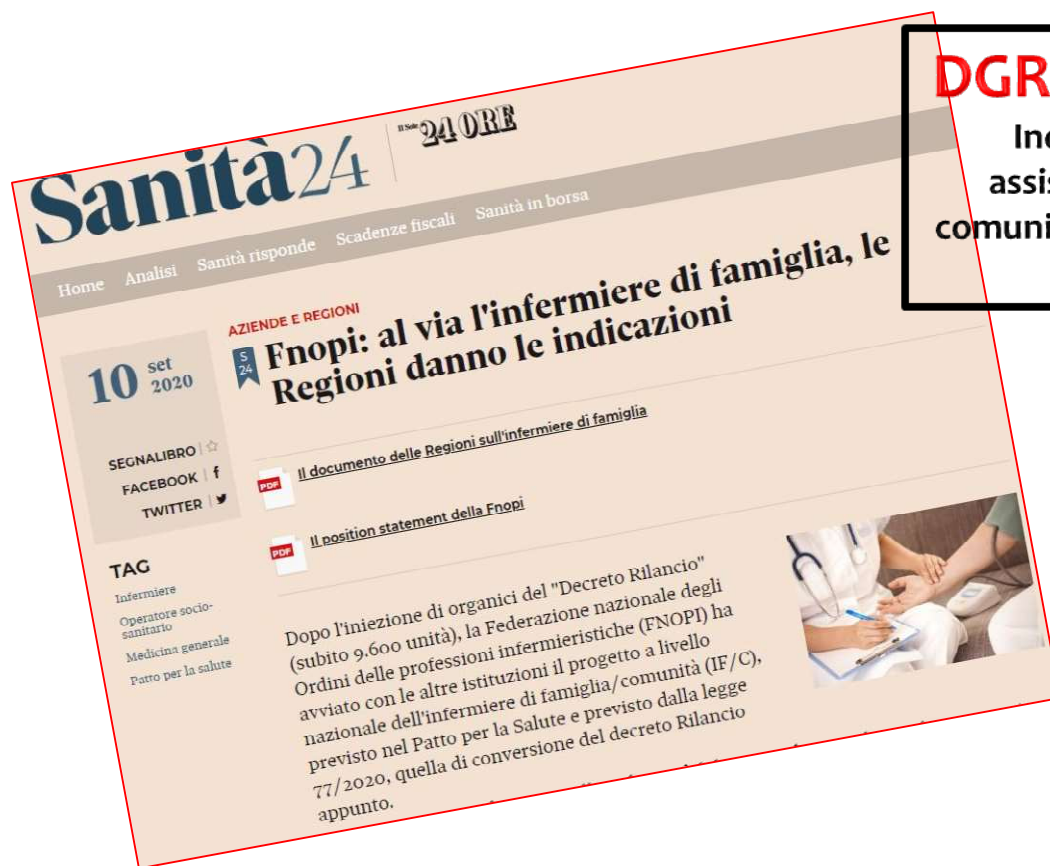 Sanità24
Il Sole 24 ORE
Home Analisi Sanità risponde Scadenze fiscali Sanità in borsa
10 set
2020
SEGNALIBRO
FACEBOOK f
TWITTER
TAG
Infermiere
Operatore socio-
sanitario
Medicina generale
Patto per la salute
AZIENDE E REGIONI
S
24
Fnopi: al via l'infermiere di famiglia, le
Regioni danno le indicazioni
PDF
Il documento delle Regioni sull'infermiere di famiglia
PDF
Il position statement della Fnopi
Dopo l'iniezione di organici del "Decreto Rilancio"
(subito 9.600 unità), la Federazione nazionale degli
Ordini delle professioni infermieristiche (FNOPI) ha
avviato con le altre istituzioni il progetto a livello
nazionale dell'infermiere di famiglia/comunità (IF/C),
previsto nel Patto per la Salute e previsto dalla legge
77/2020, quella di conversione del decreto Rilancio
appunto.
DGR